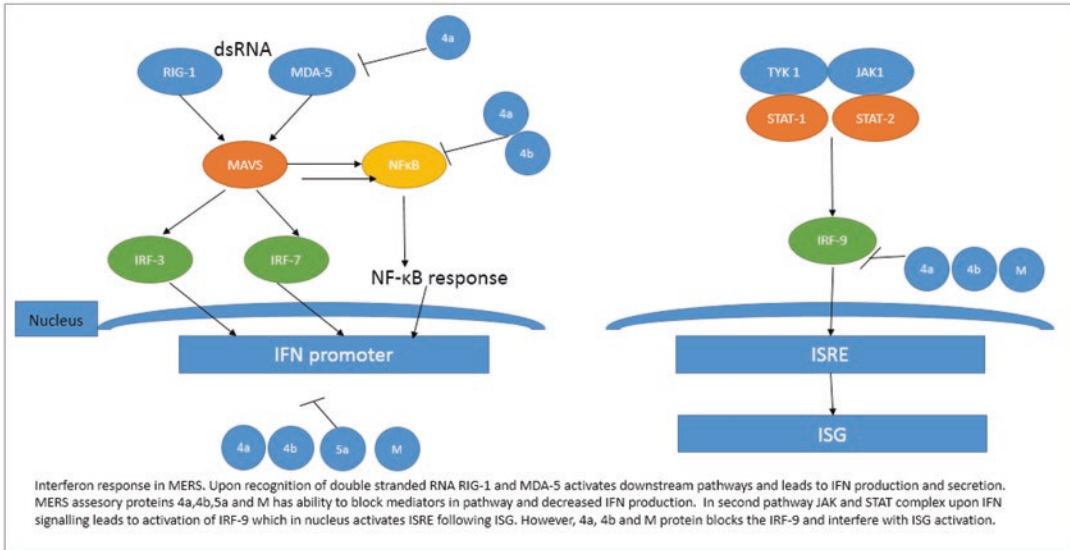 dsRNA
4a
RIG-1
MDA-5
TYK 1
JAK1
STAT-1
STAT-2
4a
4b
MAVS
NFκB
IRF-9
IRF-3
IRF-7
4a
4b
M
NF-κB response
Nucleus
IFN promoter
ISRE
4a
4b
5a
M
ISG
Interferon response in MERS. Upon recognition of double stranded RNA RIG-1 and MDA-5 activates downstream pathways and leads to IFN production and secretion.
MERS assesory proteins 4a,4b,5a and M has ability to block mediators in pathway and decreased IFN production. In second pathway JAK and STAT complex upon IFN
signalling leads to activation of IRF-9 which in nucleus activates ISRE following ISG. However, 4a, 4b and M protein blocks the IRF-9 and interfere with ISG activation.